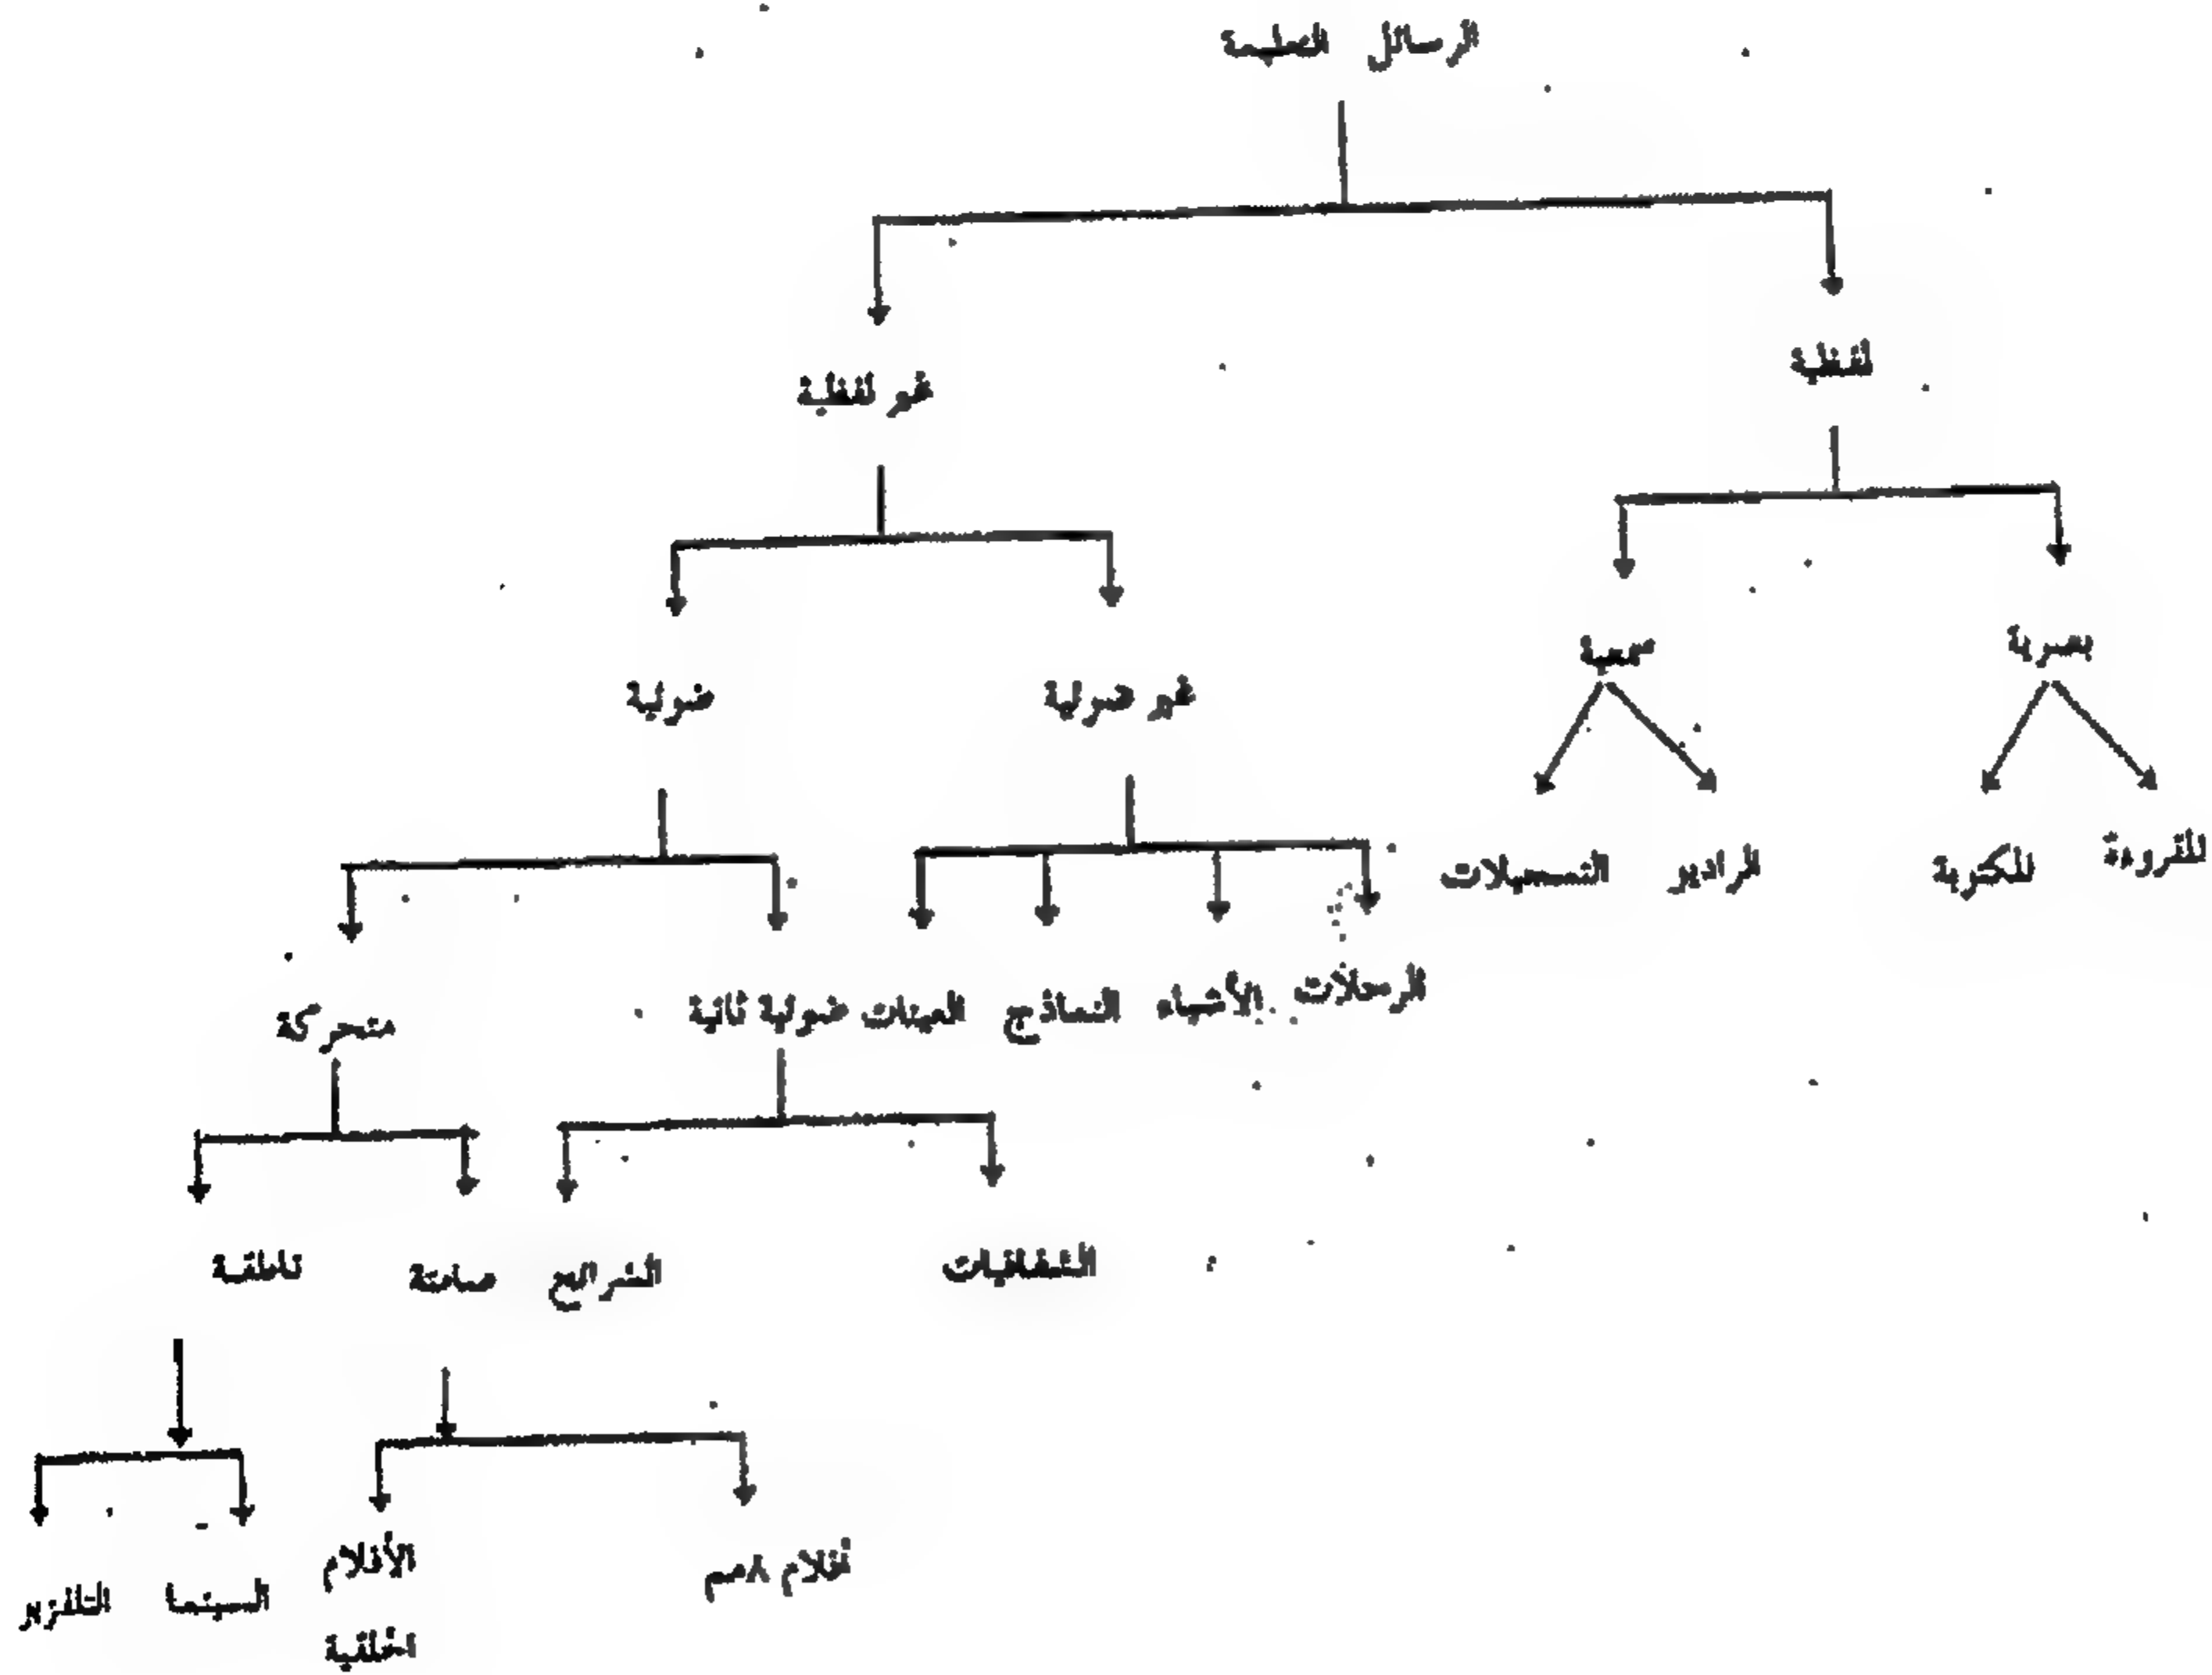 الوسائل التعليمية
لفظية
غير لفظية
بصرية
سمعية
غير ضوئية
ضوئية
المقروءة
المكتوبة
الراديو
التسجيلات
الرحلات
الأشياء
النماذج
العينات
ضوئية ثابتة
متحركة
الشفافيات
الشرائح
صامتة
ناطقة
أفلام ٨مم
الأفلام
الحلقية
السينما
التلفزيون